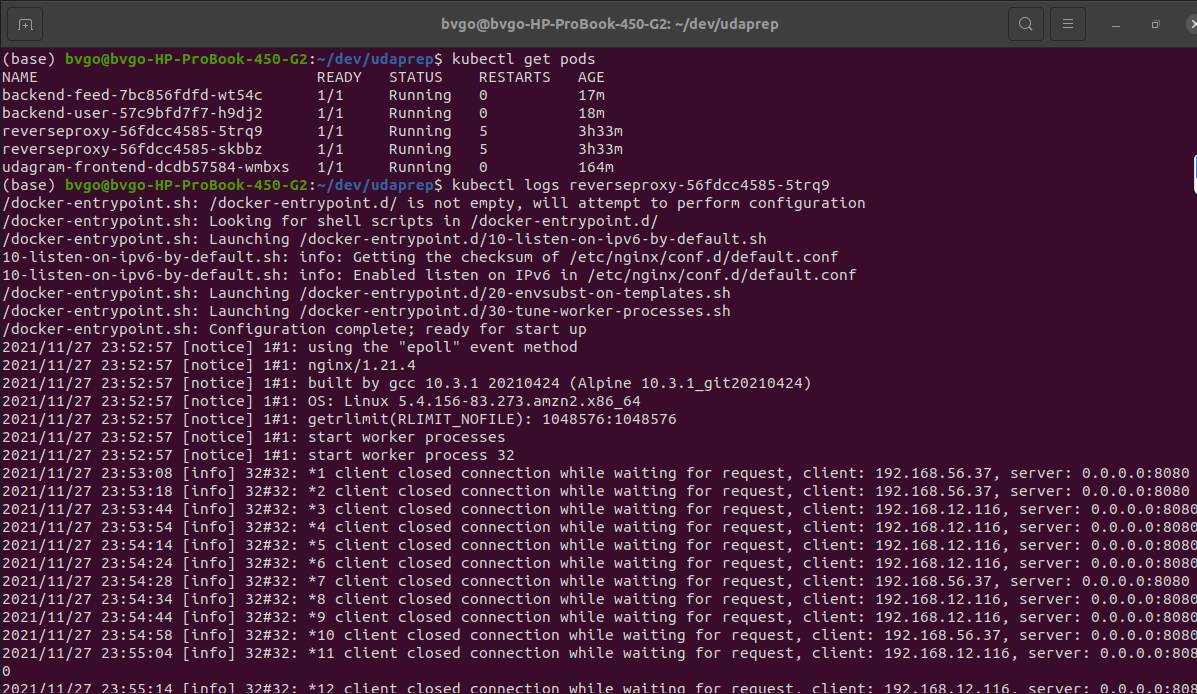 bvgo@bvgo-HP-ProBook-450-G2: ~/dev/udaprep
(base) bvgo@bvgo-HP-ProBook-450-G2:~/dev/udaprep$ kubectl get pods
NAME READY STATUS RESTARTS AGE
backend-feed-7bc856fdfd-wt54c 1/1 Running 0 17m
backend-user-57c9bfd7f7-h9dj2 1/1 Running 0 18m
reverseproxy-56fdcc4585-5trq9 1/1 Running 5 3h33m
reverseproxy-56fdcc4585-skbbz 1/1 Running 5 3h33m
udagram-frontend-dcdb57584-wmbxs 1/1 Running 0 164m
(base) bvgo@bvgo-HP-ProBook-450-G2:~/dev/udaprep$ kubectl logs reverseproxy-56fdcc4585-5trq9
/docker-entrypoint.sh: /docker-entrypoint.d/ is not empty, will attempt to perform configuration
/docker-entrypoint.sh: Looking for shell scripts in /docker-entrypoint.d/
/docker-entrypoint.sh: Launching /docker-entrypoint.d/10-listen-on-ipv6-by-default.sh
10-listen-on-ipv6-by-default.sh: info: Getting the checksum of /etc/nginx/conf.d/default.conf
10-listen-on-ipv6-by-default.sh: info: Enabled listen on IPv6 in /etc/nginx/conf.d/default.conf
/docker-entrypoint.sh: Launching /docker-entrypoint.d/20-envsubst-on-templates.sh
/docker-entrypoint.sh: Launching /docker-entrypoint.d/30-tune-worker-processes.sh
/docker-entrypoint.sh: Configuration complete; ready for start up
2021/11/27 23:52:57 [notice] 1#1: using the "epoll" event method
2021/11/27 23:52:57 [notice] 1#1: nginx/1.21.4
2021/11/27 23:52:57 [notice] 1#1: built by gcc 10.3.1 20210424 (Alpine 10.3.1_git20210424)
2021/11/27 23:52:57 [notice] 1#1: OS: Linux 5.4.156-83.273.amzn2.x86_64
2021/11/27 23:52:57 [notice] 1#1: getrlimit(RLIMIT_NOFILE): 1048576:1048576
2021/11/27 23:52:57 [notice] 1#1: start worker processes
2021/11/27 23:52:57 [notice] 1#1: start worker process 32
2021/11/27 23:53:08 [info] 32#32: *1 client closed connection while waiting for request, client: 192.168.56.37, server: 0.0.0.0:8080
2021/11/27 23:53:18 [info] 32#32: *2 client closed connection while waiting for request, client: 192.168.56.37, server: 0.0.0.0:8080
2021/11/27 23:53:44 [info] 32#32: *3 client closed connection while waiting for request, client: 192.168.12.116, server: 0.0.0.0:8080
2021/11/27 23:53:54 [info] 32#32: *4 client closed connection while waiting for request, client: 192.168.12.116, server: 0.0.0.0:8080
2021/11/27 23:54:14 [info] 32#32: *5 client closed connection while waiting for request, client: 192.168.12.116, server: 0.0.0.0:8080
2021/11/27 23:54:24 [info] 32#32: *6 client closed connection while waiting for request, client: 192.168.12.116, server: 0.0.0.0:8080
2021/11/27 23:54:28 [info] 32#32: *7 client closed connection while waiting for request, client: 192.168.56.37, server: 0.0.0.0:8080
2021/11/27 23:54:34 [info] 32#32: *8 client closed connection while waiting for request, client: 192.168.12.116, server: 0.0.0.0:8080
2021/11/27 23:54:44 [info] 32#32: *9 client closed connection while waiting for request, client: 192.168.12.116, server: 0.0.0.0:8080
2021/11/27 23:54:58 [info] 32#32: *10 client closed connection while waiting for request, client: 192.168.56.37, server: 0.0.0.0:8080
2021/11/27 23:55:04 [info] 32#32: *11 client closed connection while waiting for request, client: 192.168.12.116, server: 0.0.0.0:808
0
2021/11/27 23:55:14 [info] 32#32: *12 client closed connection while waiting for request, client: 192.168.12.116, server: 0.0.0.0:808